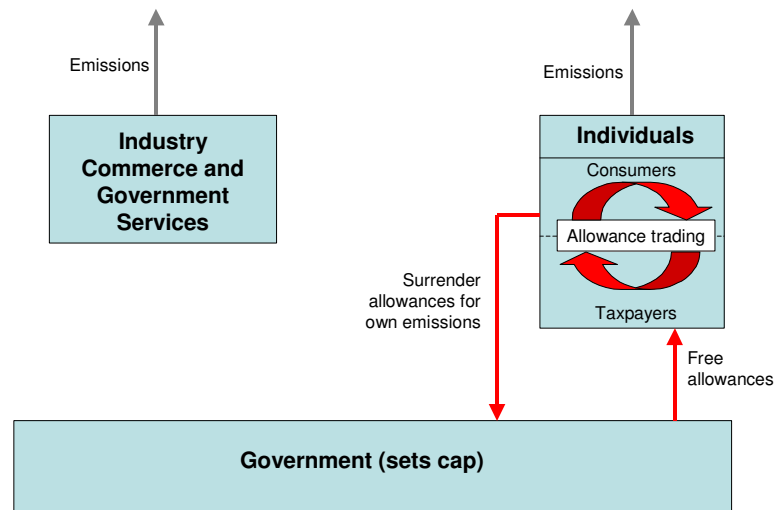 Emissions
Industry
Commerce and
Government
Services
Emissions
Individuals
Consumers
Allowance trading
Taxpayers
Surrender
allowances for
own emissions
Free
allowances
Government (sets cap)